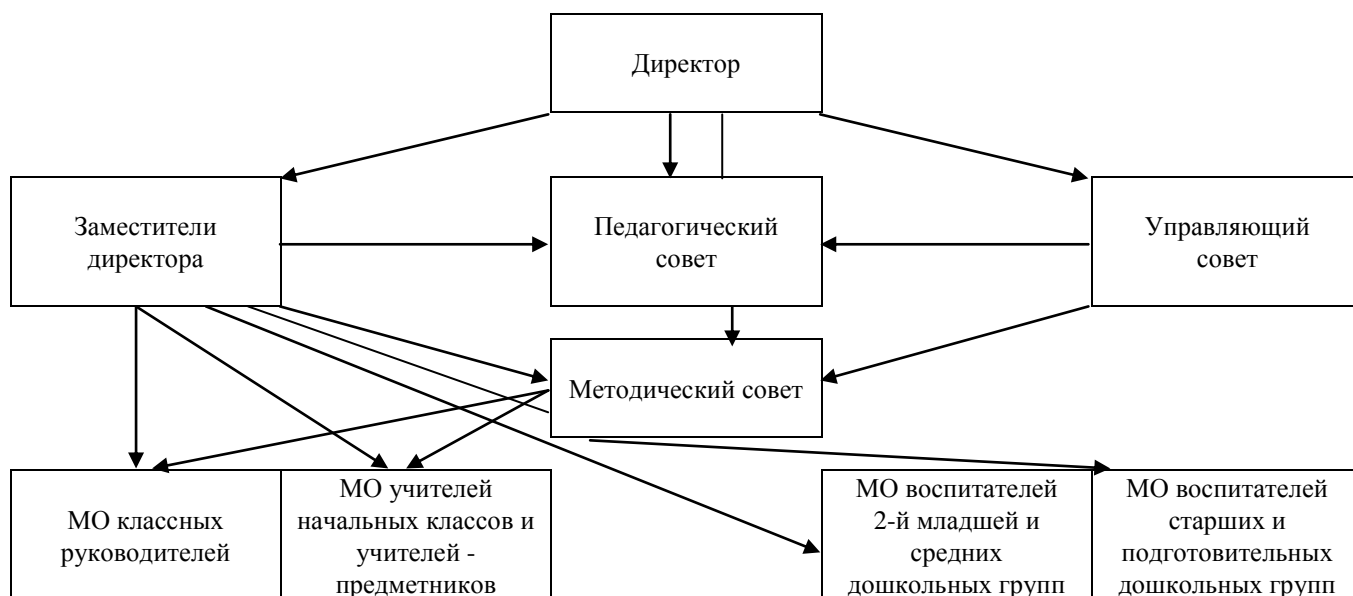 Директор
Заместители
директора
Педагогический
совет
Управляющий
совет
Методический совет
МО классных
руководителей
МО учителей
начальных классов и
учителей -
предметников
МО воспитателей
2-й младшей и
средних
дошкольных групп
МО воспитателей
старших и
подготовительных
дошкольных групп